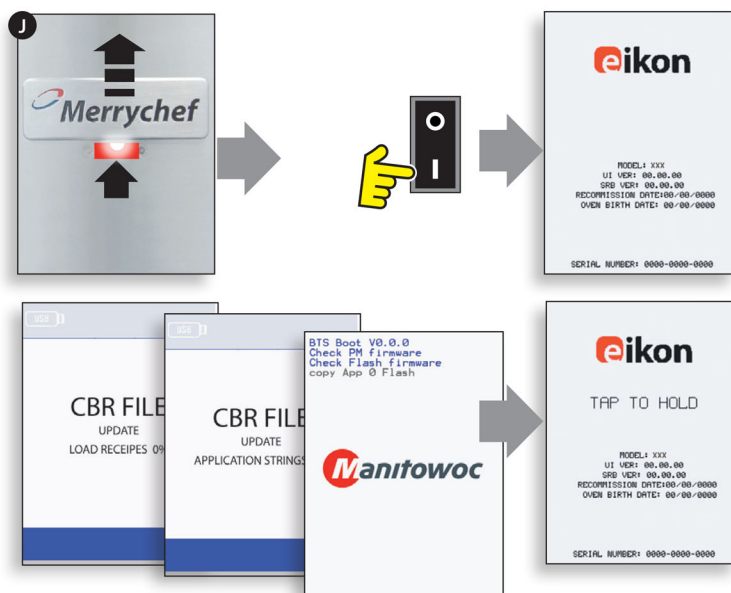 J
Merrychef
eikon
MODEL: XXX
UI VER: 00.00.00
SRB VER: 00.00.00
RECOMMISSION DATE:00/00/0000
OVEN BIRTH DATE: 00/00/0000
SERIAL NUMBER: 0000-0000-0000
USB
CBR FILE
UPDATE
LOAD RECEIPES 0%
USB
CBR FILE
UPDATE
APPLICATION STRINGS
BTS Boot V0.0.0
Check PM firmware
Check Flash firmware
copy App 0 Flash
Manitowoc
eikon
TAP TO HOLD
MODEL: XXX
UI VER: 00.00.00
SRB VER: 00.00.00
RECOMMISSION DATE:00/00/0000
OVEN BIRTH DATE: 00/00/0000
SERIAL NUMBER: 0000-0000-0000